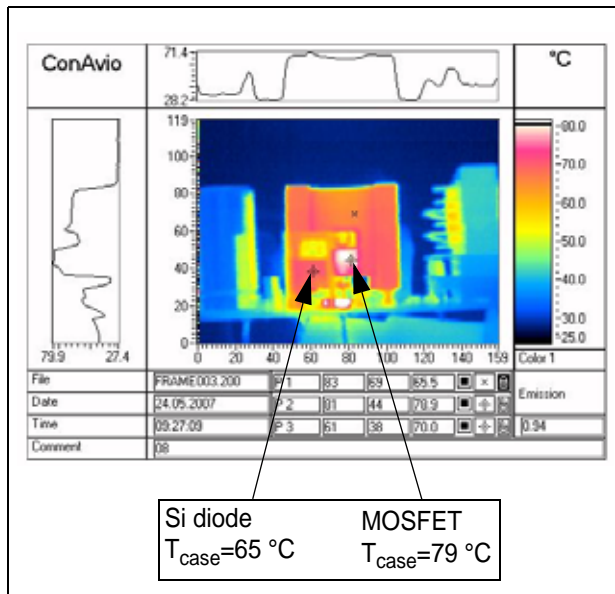 ConAvio
71.4
28.2
°C
119
100
80
60
40
20
0
0 20 40 60 80 100 120 140 159
79.9 27.4
80.0
70.0
60.0
50.0
40.0
30.0
25.0
Color 1
File FRAME003.200 P 1 83 69 65.5
Date 24.05.2007 P 2 81 44 78.9
Time 09:27:09 P 3 61 38 70.0
Emission
0.94
Comment 08
Si diode MOSFET
Tcase=65 °C Tcase=79 °C